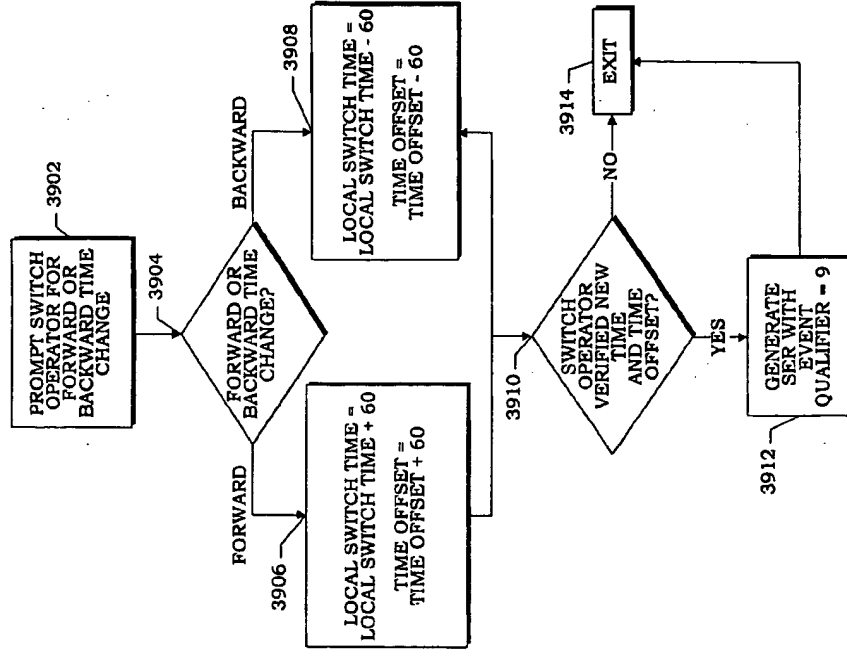 PROMPT SWITCH
OPERATOR FOR
FORWARD OR
BACKWARD TIME
CHANGE
3902
3904
FORWARD OR
BACKWARD TIME
CHANGE?
FORWARD
BACKWARD
3906
LOCAL SWITCH TIME =
LOCAL SWITCH TIME + 60
TIME OFFSET =
TIME OFFSET + 60
3908
LOCAL SWITCH TIME =
LOCAL SWITCH TIME - 60
TIME OFFSET =
TIME OFFSET - 60
3910
SWITCH
OPERATOR
VERIFIED NEW
TIME
AND TIME
OFFSET?
NO
3914
EXIT
YES
GENERATE
SER WITH
EVENT
QUALIFIER = 9
3912